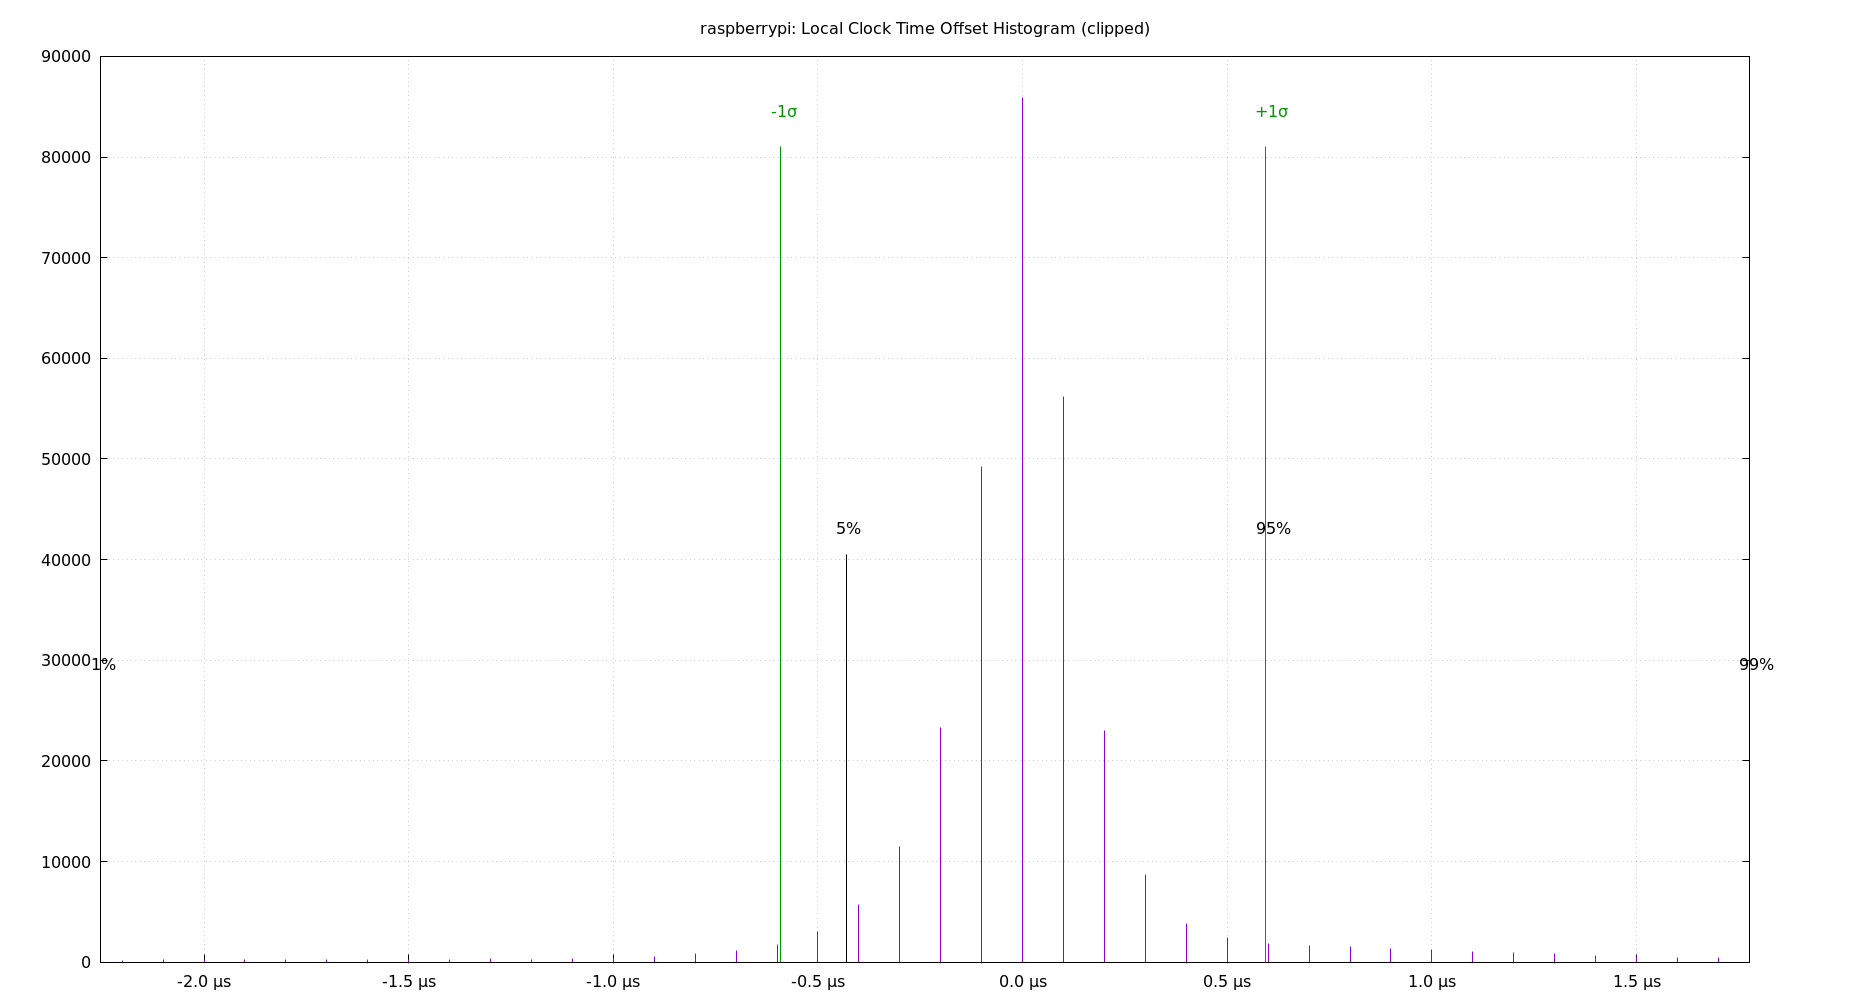 raspberrypi: Local Clock Time Offset Histogram (clipped)
90000
-1σ +1σ
80000
70000
60000
50000
5% 95%
40000
30000 1% 99%
20000
10000
0
-2.0 µs -1.5 µs -1.0 µs -0.5 µs 0.0 µs 0.5 µs 1.0 µs 1.5 µs